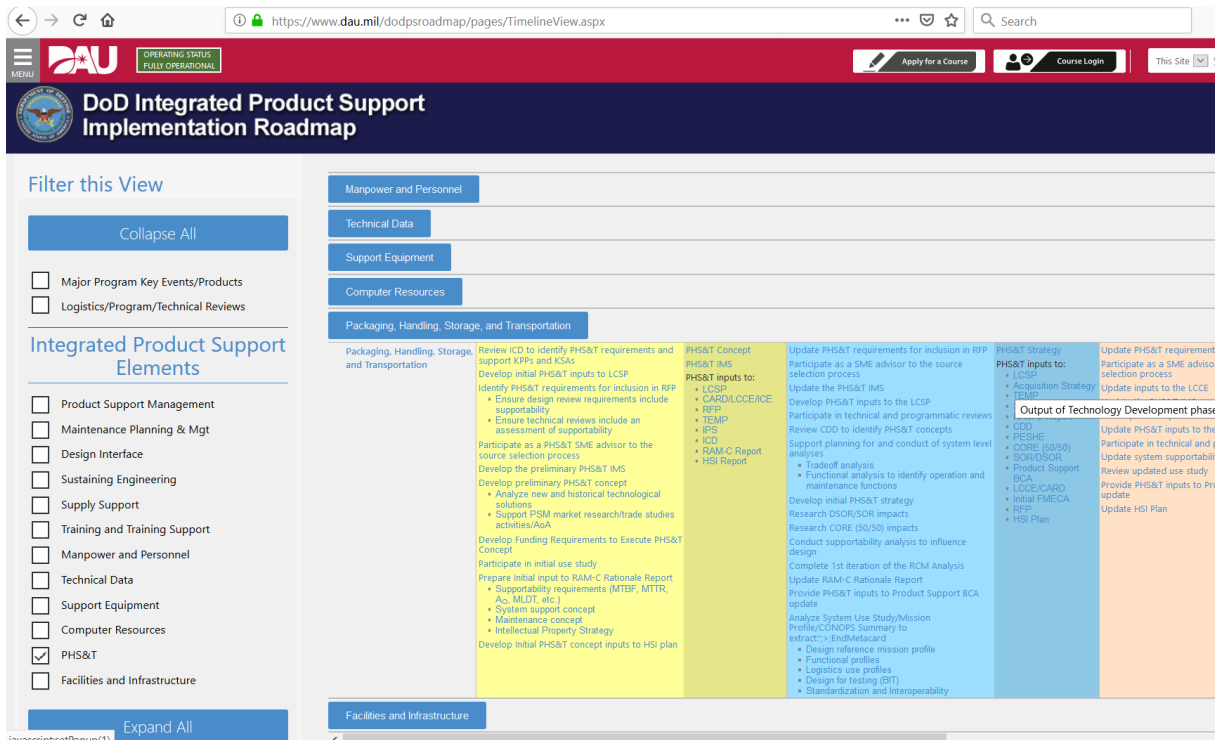 https://www.dau.mil/dodpsroadmap/pages/TimelineView.aspx
Search
MENU
DAU
OPERATING STATUS
FULLY OPERATIONAL
Apply for a Course
Course Login
This Site
DoD Integrated Product Support
Implementation Roadmap
Filter this View
Collapse All
Major Program Key Events/Products
Logistics/Program/Technical Reviews
Integrated Product Support
Elements
Product Support Management
Maintenance Planning & Mgt
Design Interface
Sustaining Engineering
Supply Support
Training and Training Support
Manpower and Personnel
Technical Data
Support Equipment
Computer Resources
PHS&T
Facilities and Infrastructure
Expand All
Manpower and Personnel
Technical Data
Support Equipment
Computer Resources
Packaging, Handling, Storage, and Transportation
Packaging, Handling, Storage,
and Transportation
Review ICD to identify PHS&T requirements and
support KPPs and KSAs
Develop initial PHS&T inputs to LCSP
Identify PHS&T requirements for inclusion in RFP
Ensure design review requirements include
supportability
Ensure technical reviews include an
assessment of supportability
Participate as a PHS&T SME advisor to the
source selection process
Develop the preliminary PHS&T IMS
Develop preliminary PHS&T concept
Analyze new and historical technological
solutions
Support PSM market research/trade studies
activities/AoA
Develop Funding Requirements to Execute PHS&T
Concept
Participate in initial use study
Prepare Initial input to RAM-C Rationale Report
Supportability requirements (MTBF, MTTR,
AO, MLDT, etc.)
System support concept
Maintenance concept
Intellectual Property Strategy
Develop Initial PHS&T concept inputs to HSI plan
PHS&T Concept
PHS&T IMS
PHS&T inputs to:
LCSP
CARD/LCCE/ICE
RFP
TEMP
IPS
ICD
RAM-C Report
HSI Report
Update PHS&T requirements for inclusion in RFP
Participate as a SME advisor to the source
selection process
Update the PHS&T IMS
Develop PHS&T inputs to the LCSP
Participate in technical and programmatic reviews
Review CDD to identify PHS&T concepts
Support planning for and conduct of system level
analyses
Tradeoff analysis
Functional analysis to identify operation and
maintenance functions
Develop initial PHS&T strategy
Research DSOR/SOR impacts
Research CORE (50/50) impacts
Conduct supportability analysis to influence
design
Complete 1st iteration of the RCM Analysis
Update RAM-C Rationale Report
Provide PHS&T inputs to Product Support BCA
update
Analyze System Use Study/Mission
Profile/CONOPS Summary to
extract:';>;EndMetacard
Design reference mission profile
Functional profiles
Logistics use profiles
Design for testing (BIT)
Standardization and Interoperability
PHS&T Strategy
PHS&T inputs to:
LCSP
Acquisition Strategy
TEMP
Output of Technology Development phase
CDD
PESHE
CORE (50/50)
SOR/DSOR
Product Support
BCA
LCCE/CARD
Initial FMECA
RFP
HSI Plan
Update PHS&T requirement
Participate as a SME advisor
selection process
Update inputs to the LCCE
Update PHS&T inputs to the
Participate in technical and p
Update system supportabili
Review updated use study
Provide PHS&T inputs to Pro
update
Update HSI Plan
Facilities and Infrastructure